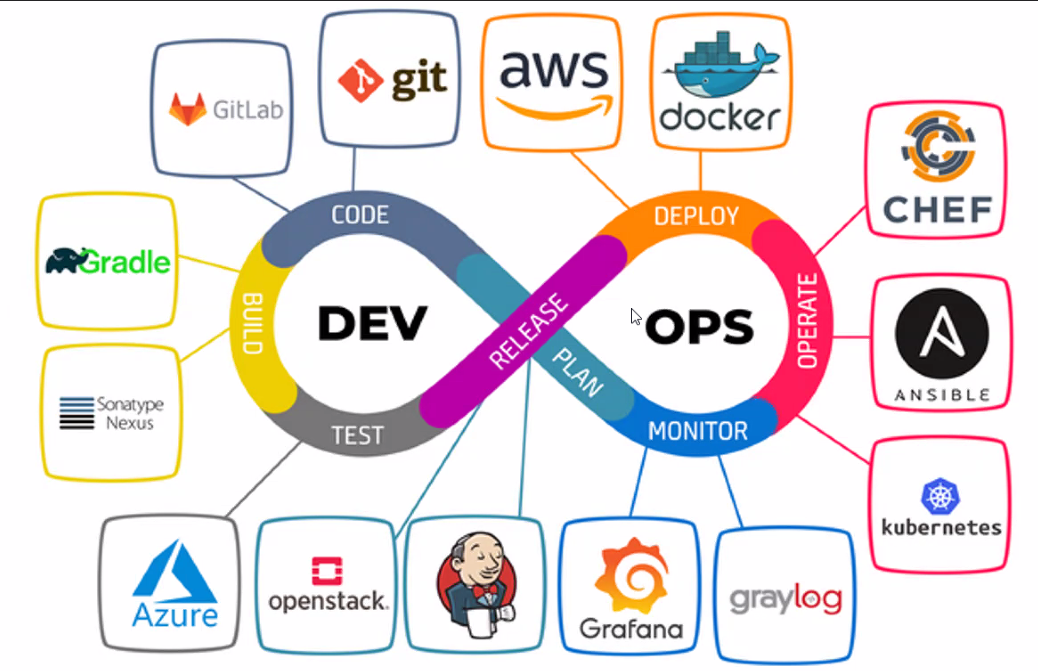 GitLab
git
aws
docker
CHEF
Gradle
CODE
DEPLOY
BUILD
DEV
RELEASE
OPS
OPERATE
ANSIBLE
Sonatype
Nexus
PLAN
TEST
MONITOR
kubernetes
Azure
openstack.
Grafana
graylog